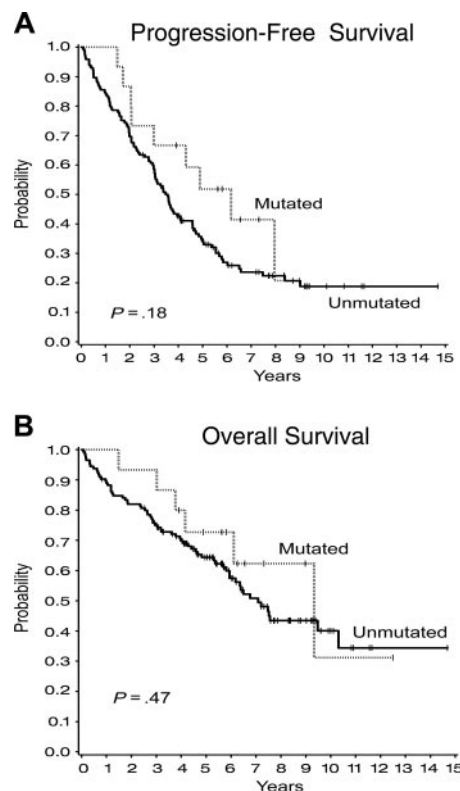 A
Progression-Free Survival
1.0
0.9
0.8
0.7
0.6
0.5
0.4
0.3
0.2
0.1
0.0
Probability
Mutated
Unmutated
P = .18
0 1 2 3 4 5 6 7 8 9 10 11 12 13 14 15
Years
B
Overall Survival
1.0
0.9
0.8
0.7
0.6
0.5
0.4
0.3
0.2
0.1
0.0
Probability
Mutated
Unmutated
P = .47
0 1 2 3 4 5 6 7 8 9 10 11 12 13 14 15
Years